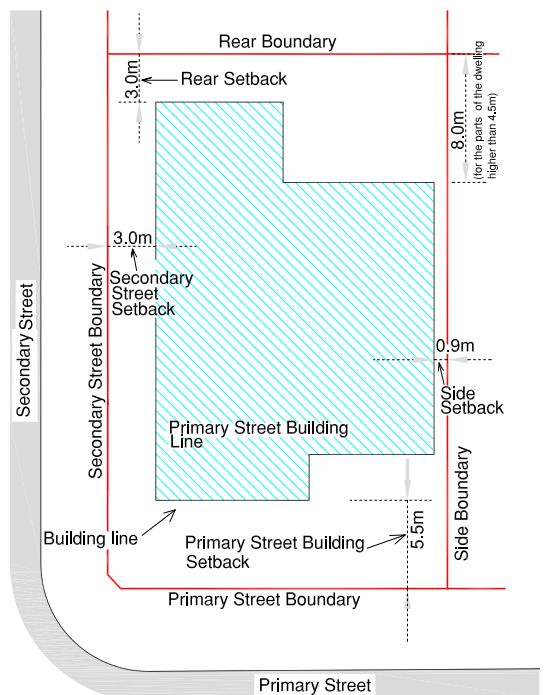 Rear Boundary
3.0m
Rear Setback
8.0m
(for the parts of the dwelling
higher than 4.5m)
3.0m
Secondary
Street
Setback
Secondary Street
Secondary Street Boundary
0.9m
Side
Setback
Primary Street Building
Line
Side Boundary
Building line
Primary Street Building
Setback
5.5m
Primary Street Boundary
Primary Street